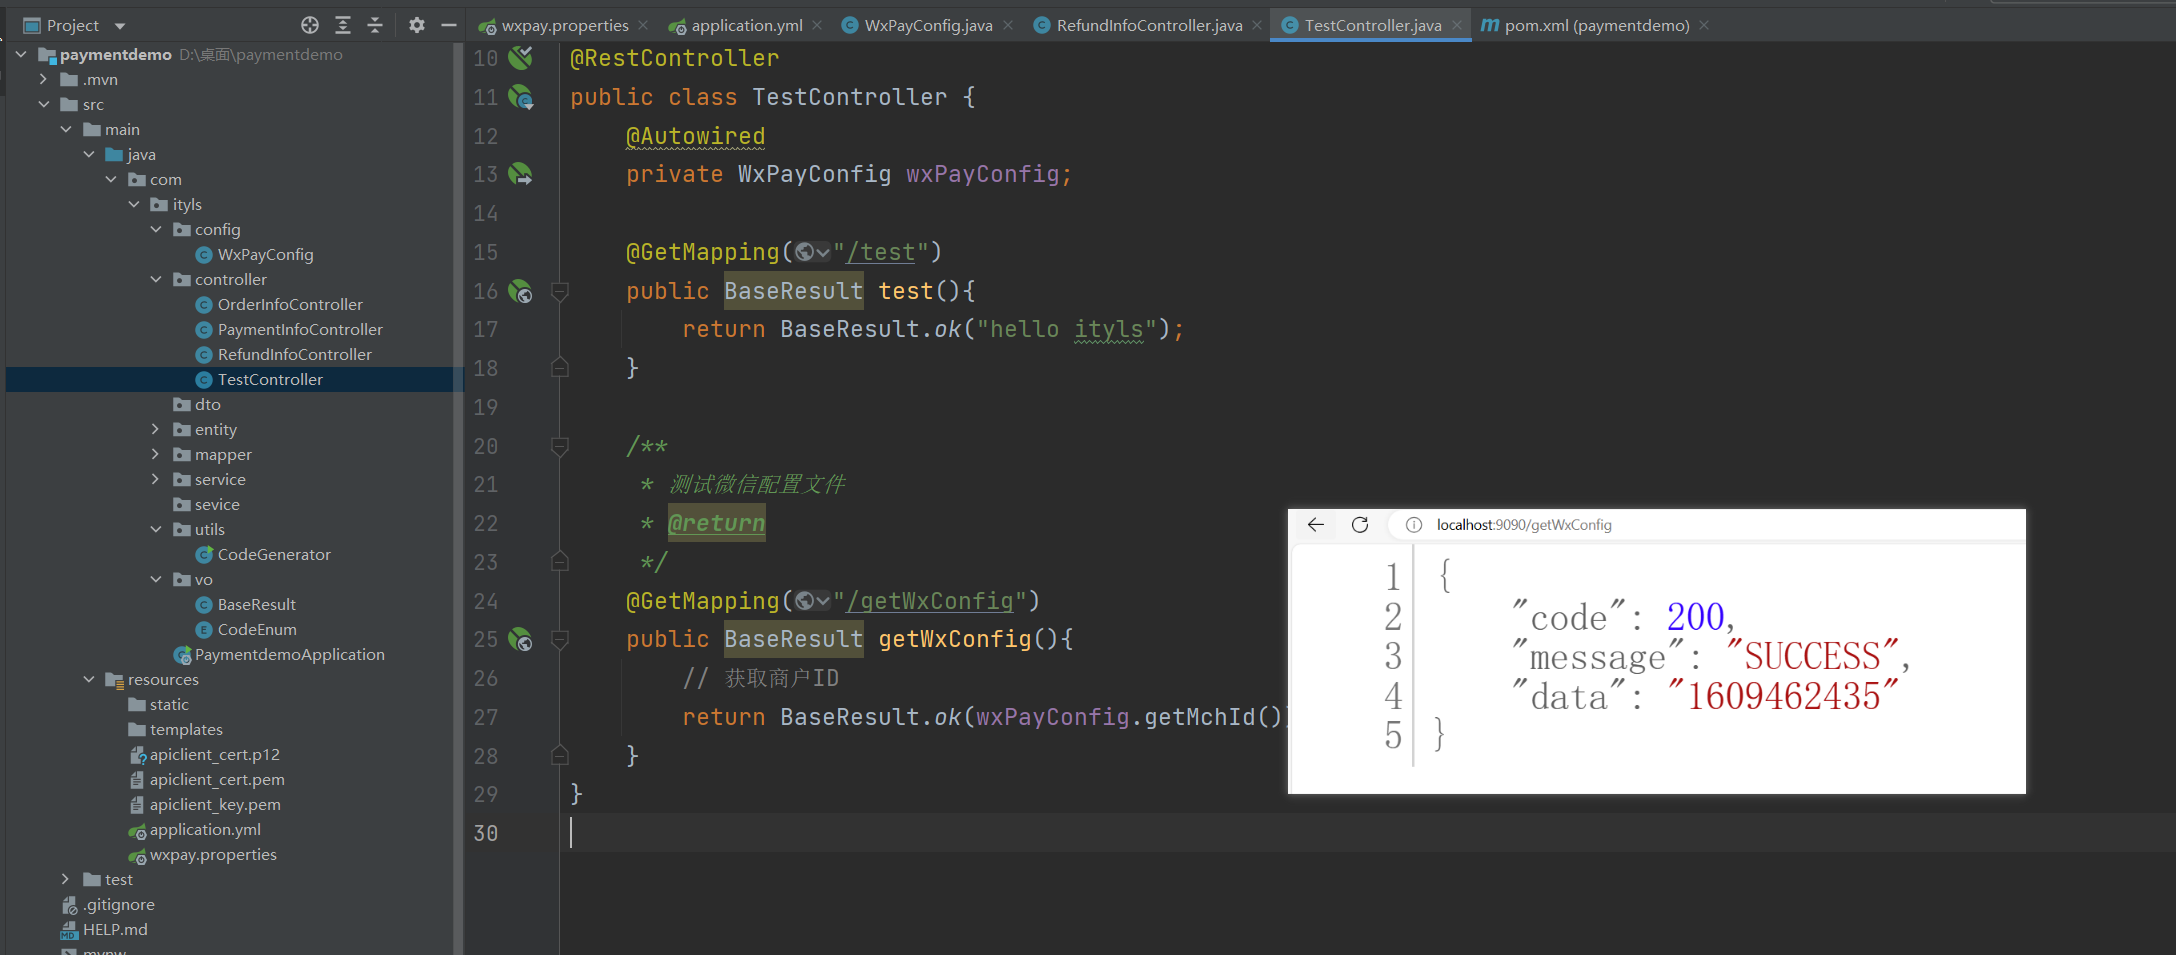 Project
paymentdemo D:\桌面\paymentdemo
.mvn
src
main
java
com
ityls
config
WxPayConfig
controller
OrderInfoController
PaymentInfoController
RefundInfoController
TestController
dto
entity
mapper
service
sevice
utils
CodeGenerator
vo
BaseResult
CodeEnum
PaymentdemoApplication
resources
static
templates
apiclient_cert.p12
apiclient_cert.pem
apiclient_key.pem
application.yml
wxpay.properties
test
.gitignore
HELP.md
wxpay.properties application.yml WxPayConfig.java RefundInfoController.java TestController.java pom.xml (paymentdemo)
10 @RestController
11 public class TestController {
12 @Autowired
13 private WxPayConfig wxPayConfig;
14
15 @GetMapping("/test")
16 public BaseResult test(){
17 return BaseResult.ok("hello ityls");
18 }
19
20 /**
21 * 测试微信配置文件
22 * @return
23 */
24 @GetMapping("/getWxConfig")
25 public BaseResult getWxConfig(){
26 // 获取商户ID
27 return BaseResult.ok(wxPayConfig.getMchId()
28 }
29 }
30
localhost:9090/getWxConfig
1 {
2 "code": 200,
3 "message": "SUCCESS",
4 "data": "1609462435"
5 }